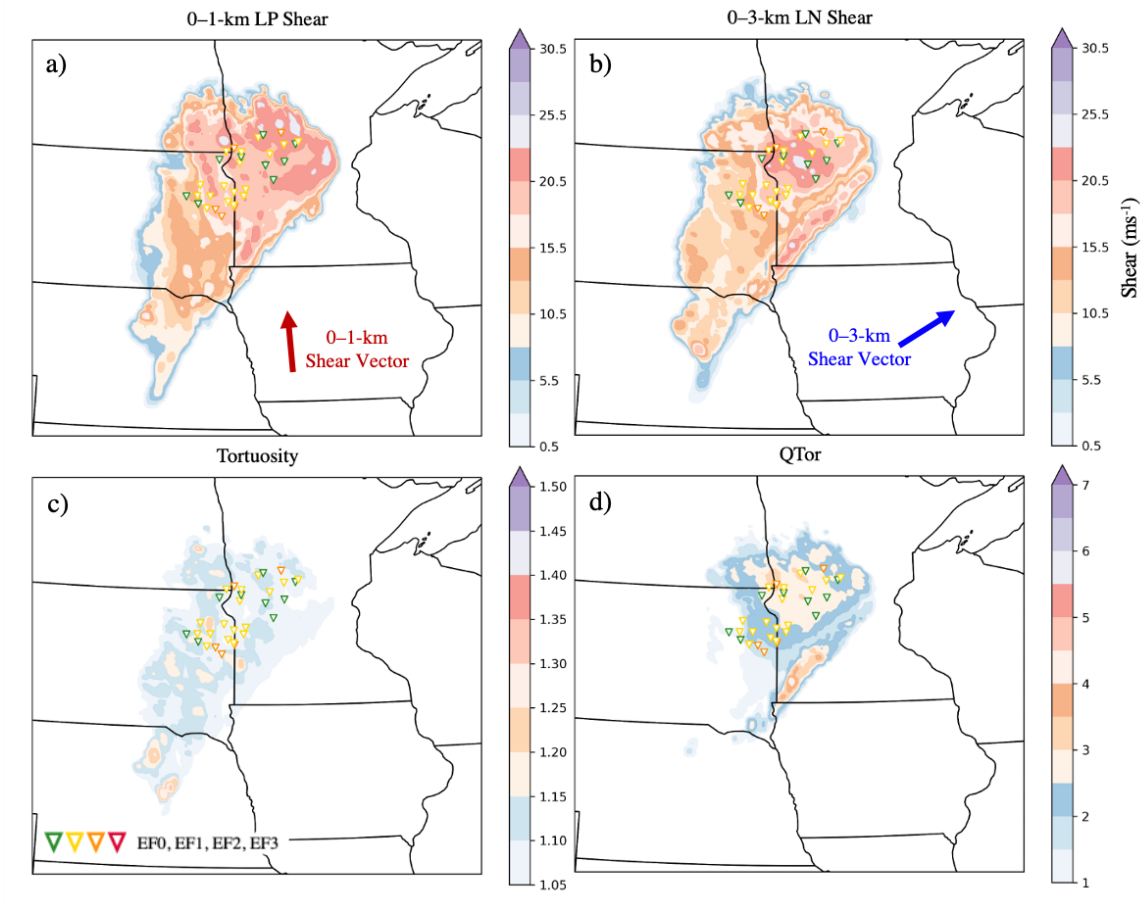 0–1-km LP Shear
0–3-km LN Shear
a)
30.5
25.5
20.5
15.5
10.5
5.5
0.5
0–1-km
Shear Vector
b)
30.5
25.5
20.5
15.5
10.5
5.5
0.5
Shear (ms-1)
0–3-km
Shear Vector
Tortuosity
QTor
c)
1.50
1.45
1.40
1.35
1.30
1.25
1.20
1.15
1.10
1.05
EF0, EF1, EF2, EF3
d)
7
6
5
4
3
2
1